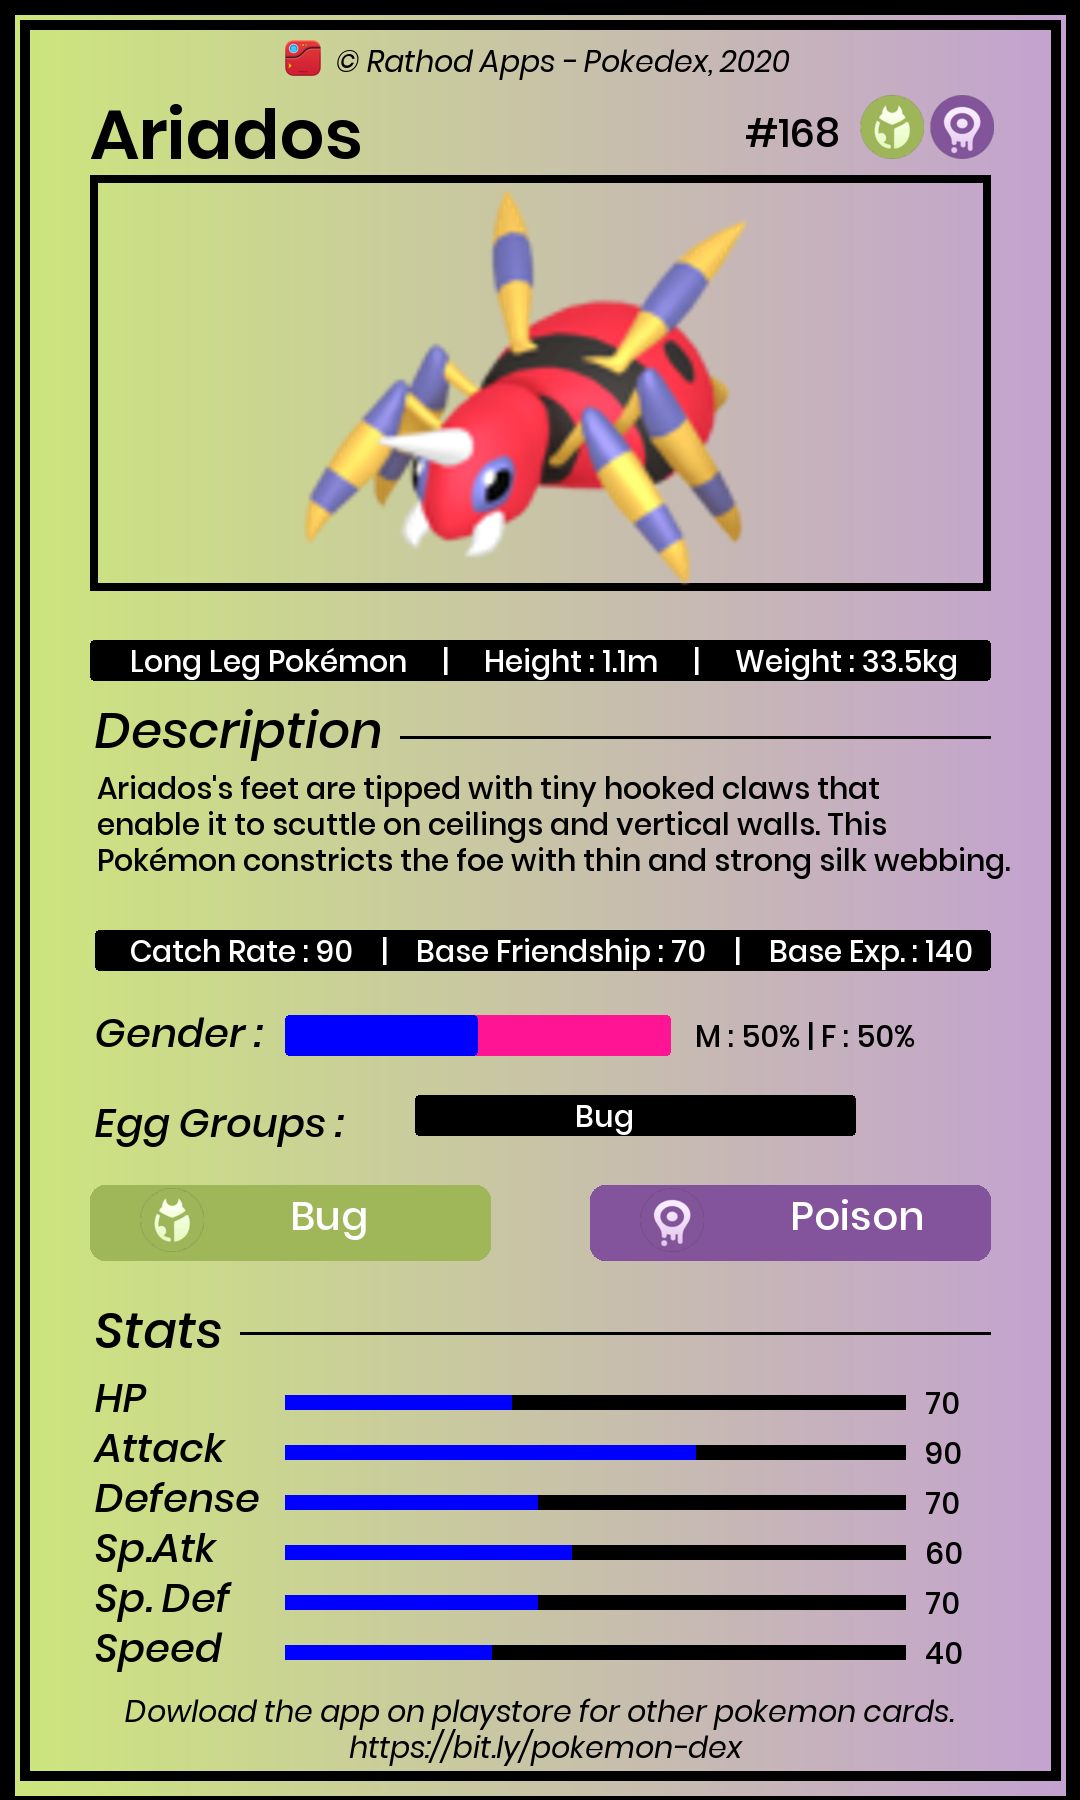 © Rathod Apps - Pokedex, 2020
Ariados #168
Long Leg Pokémon | Height : 1.1m | Weight : 33.5kg
Description
Ariados's feet are tipped with tiny hooked claws that
enable it to scuttle on ceilings and vertical walls. This
Pokémon constricts the foe with thin and strong silk webbing.
Catch Rate : 90 | Base Friendship : 70 | Base Exp. : 140
Gender : M : 50% | F : 50%
Egg Groups : Bug
Bug Poison
Stats
HP 70
Attack 90
Defense 70
Sp.Atk 60
Sp. Def 70
Speed 40
Dowload the app on playstore for other pokemon cards.
https://bit.ly/pokemon-dex